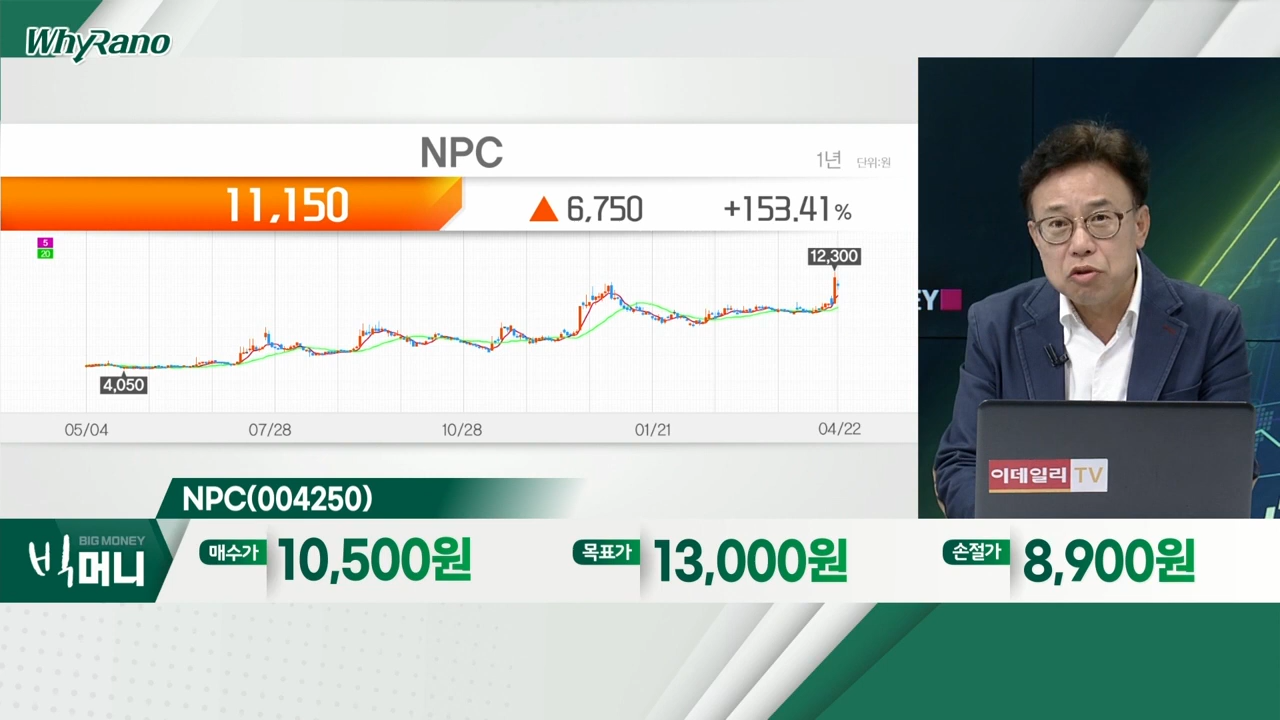 WhyRano
NPC
1년 단위:원
11,150 ▲ 6,750 +153.41%
5
20
12,300
4,050
05/04 07/28 10/28 01/21 04/22
EY
이데일리 TV
NPC(004250)
BIG MONEY
빅머니
매수가 10,500원 목표가 13,000원 손절가 8,900원